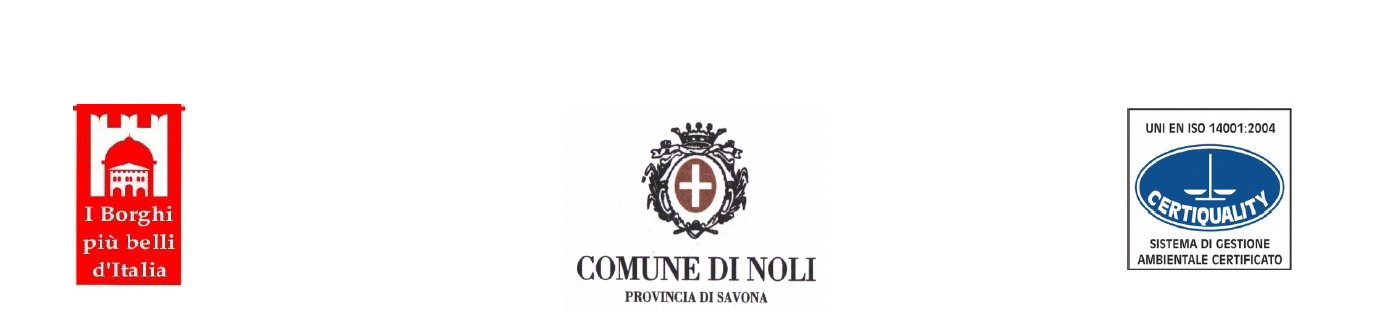 I Borghi
più belli
d'Italia
COMUNE DI NOLI
PROVINCIA DI SAVONA
UNI EN ISO 14001:2004
CERTIQUALITY
SISTEMA DI GESTIONE
AMBIENTALE CERTIFICATO